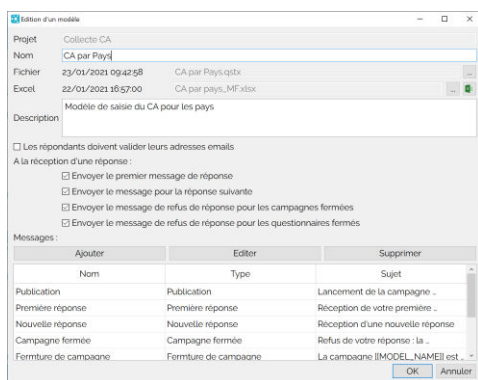 Edition d'un modèle
Projet Collecte CA
Nom CA par Pays
Fichier 23/01/2021 09:42:58 CA par Pays.qstx ...
Excel 22/01/2021 16:57:00 CA par pays_MF.xlsx ...
Description Modèle de saisie du CA pour les pays
Les répondants doivent valider leurs adresses emails
A la réception d'une réponse :
Envoyer le premier message de réponse
Envoyer le message pour la réponse suivante
Envoyer le message de refus de réponse pour les campagnes fermées
Envoyer le message de refus de réponse pour les questionnaires fermés
Messages :
Ajouter Editer Supprimer
Nom Type Sujet
Publication Publication Lancement de la campagne ...
Première réponse Première réponse Réception de votre première ...
Nouvelle réponse Nouvelle réponse Réception d'une nouvelle réponse
Campagne fermée Campagne fermée Refus de votre réponse : la ...
Fermture de campagne Fermeture de campagne La campagne [[MODEL_NAME]] est ...
OK Annuler